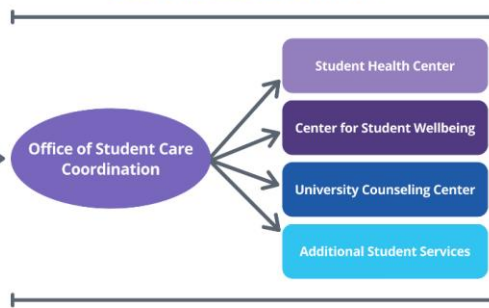 Office of Student Care
Coordination
Student Health Center
Center for Student Wellbeing
University Counseling Center
Additional Student Services